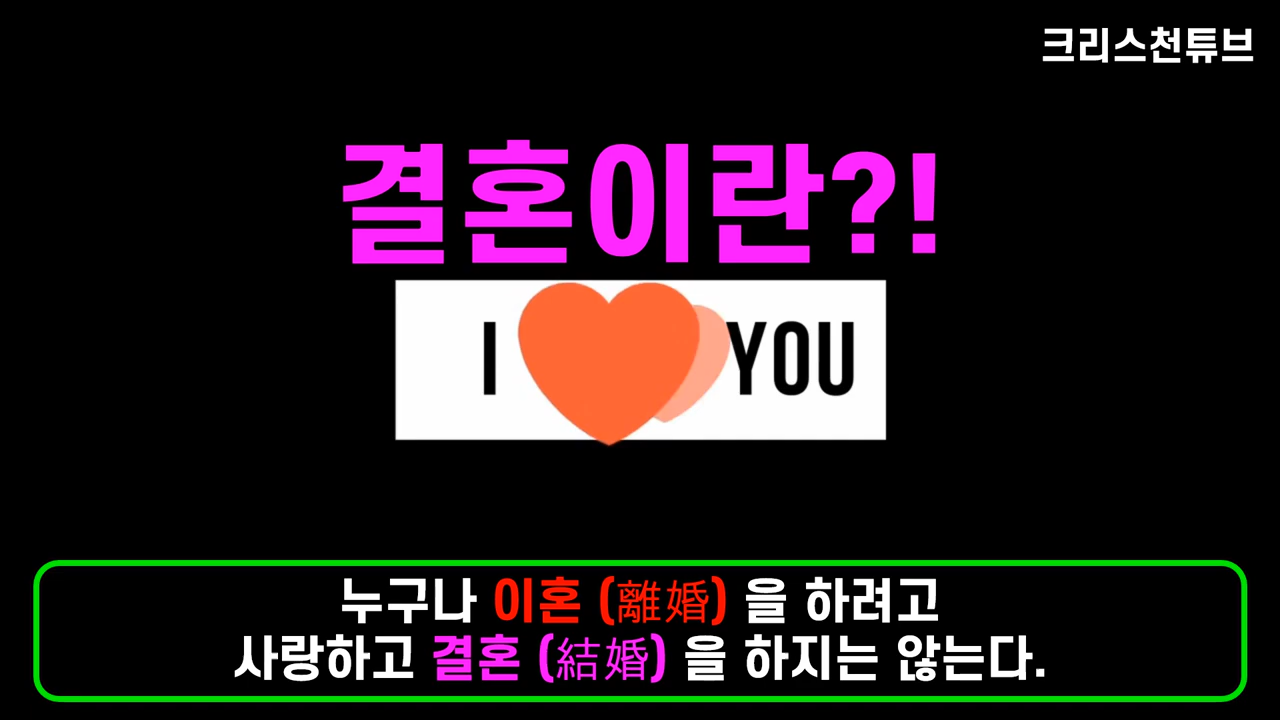 크리스천튜브
결혼이란?!
I YOU
누구나 이혼 (離婚) 을 하려고
사랑하고 결혼 (結婚) 을 하지는 않는다.